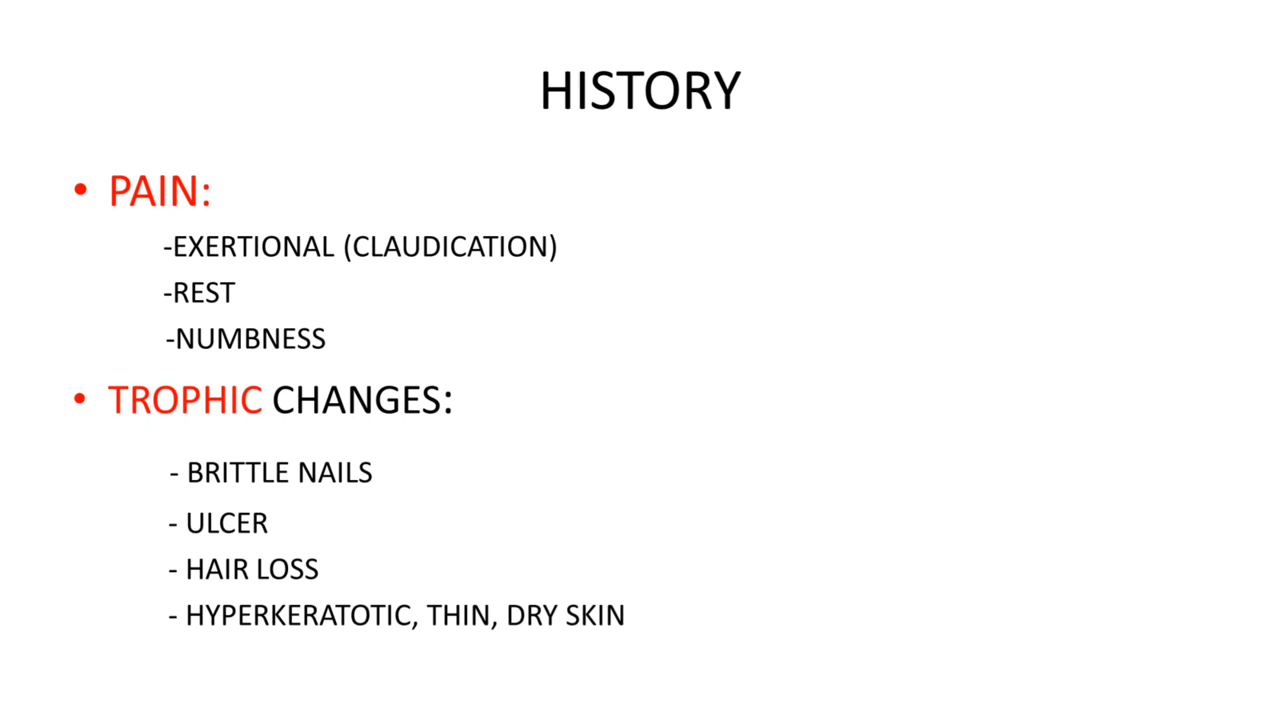 HISTORY
• PAIN:
-EXERTIONAL (CLAUDICATION)
-REST
-NUMBNESS
• TROPHIC CHANGES:
- BRITTLE NAILS
- ULCER
- HAIR LOSS
- HYPERKERATOTIC, THIN, DRY SKIN